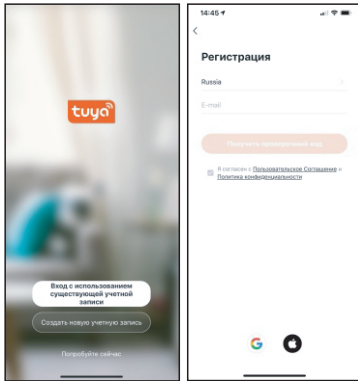 tuya
Вход с использованием
существующей учетной
записи
Создать новую учетную запись
Попробуйте сейчас
14:45
Регистрация
Russia
E-mail
Получить проверочный код
Я согласен с Пользовательское Соглашение и
Политика конфиденциальности